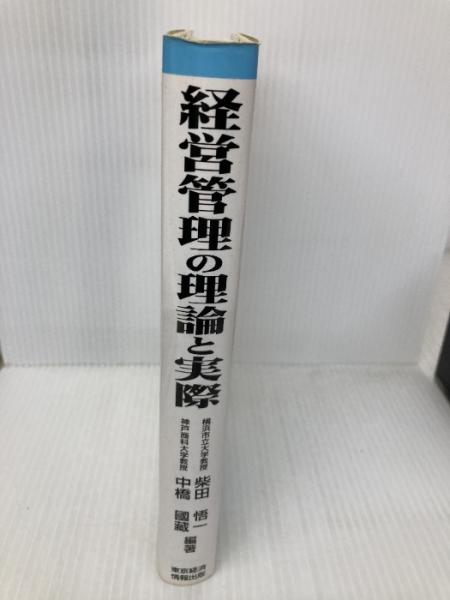 経営管理の理論と実際
横浜市立大学教授 柴田 悟一
神戸商科大学教授 中橋 國藏
編著
東京経済
情報出版